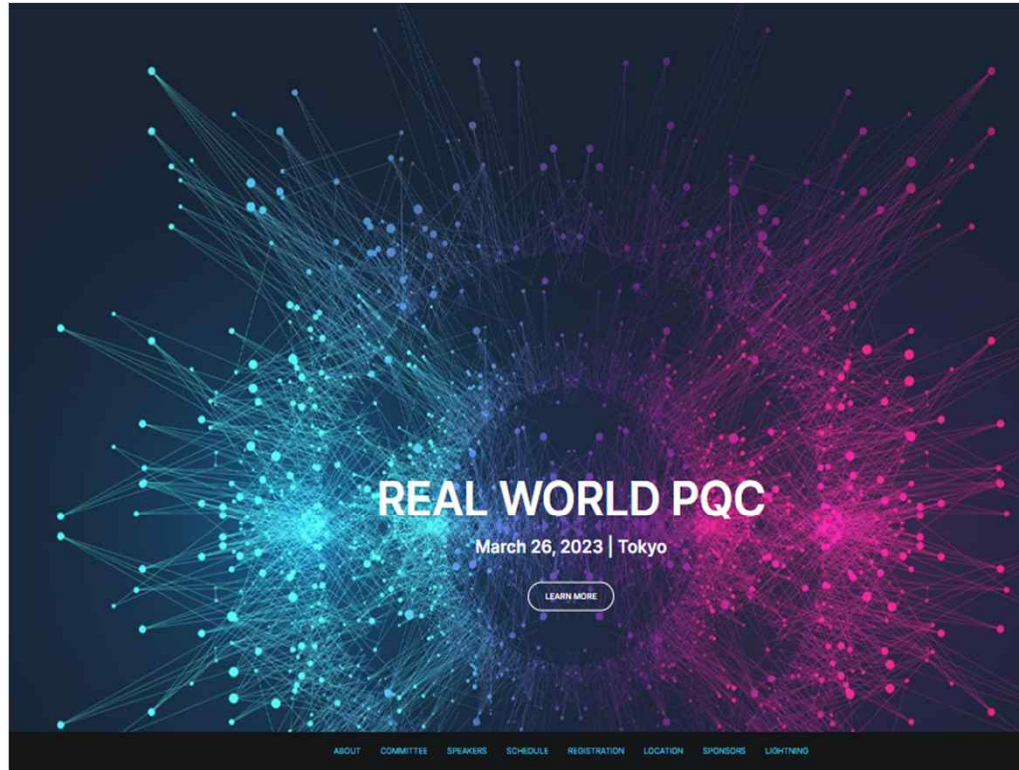 REAL WORLD PQC
March 26, 2023 | Tokyo
LEARN MORE
ABOUT COMMITTEE SPEAKERS SCHEDULE REGISTRATION LOCATION SPONSORS LIGHTNING